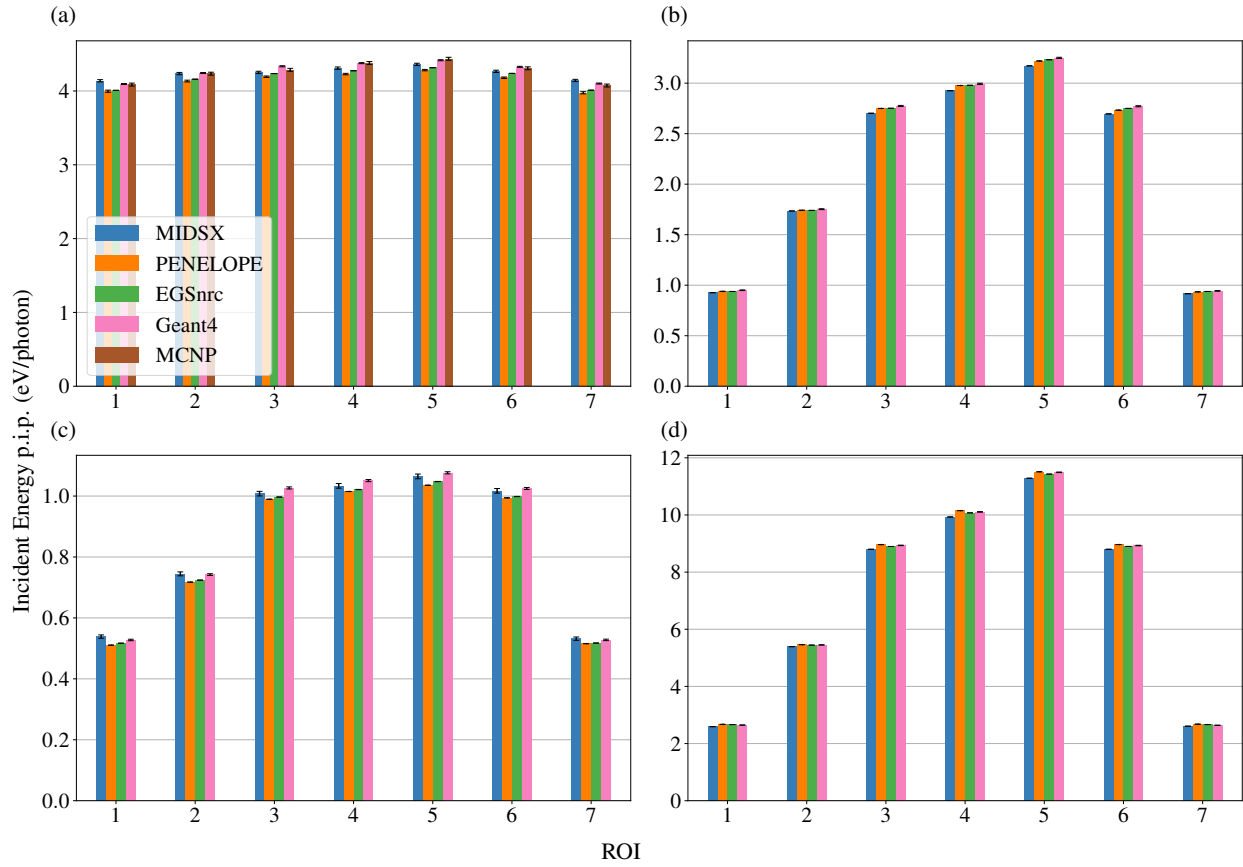 (a)
(b)
4
3
2
1
0
MIDSX
PENELOPE
EGSnrc
Geant4
MCNP
1 2 3 4 5 6 7
3.0
2.5
2.0
1.5
1.0
0.5
0.0
1 2 3 4 5 6 7
Incident Energy p.i.p. (eV/photon)
(c)
(d)
1.0
0.8
0.6
0.4
0.2
0.0
1 2 3 4 5 6 7
12
10
8
6
4
2
0
1 2 3 4 5 6 7
ROI